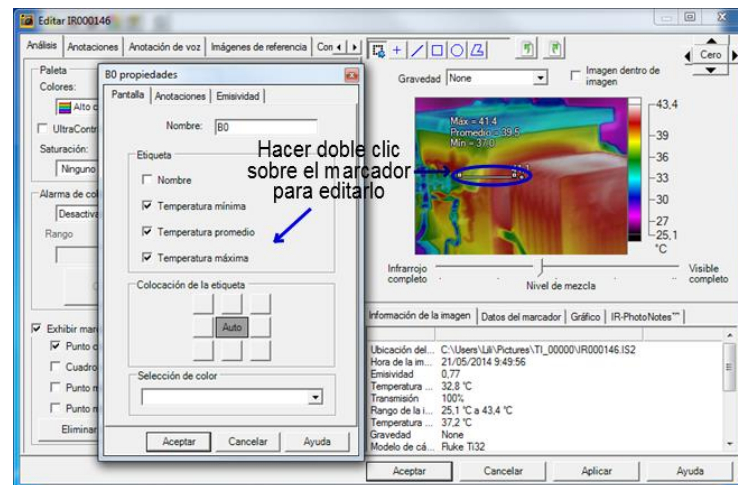 Editar IR000146
Análisis
Anotaciones
Anotación de voz
Imágenes de referencia
Con
Paleta
Colores:
Alto c
UltraContr
Saturación:
Ninguno
Alarma de col
Desactiva
Rango
Exhibir mar
Punto c
Cuadro
Punto m
Punto m
Eliminar
B0 propiedades
Pantalla
Anotaciones
Emisividad
Nombre:
B0
Etiqueta
Nombre
Temperatura mínima
Temperatura promedio
Temperatura máxima
Colocación de la etiqueta
Auto
Selección de color
Aceptar
Cancelar
Ayuda
Hacer doble clic
sobre el marcador
para editarlo
Cero
Gravedad
None
Imagen dentro de
imagen
Máx = 41.4
Promedio = 39.5
Mín = 37.0
43,4
39
36
33
30
27
25,1
°C
Infrarrojo
completo
Nivel de mezcla
Visible
completo
Información de la imagen
Datos del marcador
Gráfico
IR-PhotoNotes™
Ubicación del... C:\Users\Lili\Pictures\TI_00000\IR000146.IS2
Hora de la im... 21/05/2014 9:49:56
Emisividad 0,77
Temperatura ... 32,8 °C
Transmisión 100%
Rango de la i... 25,1 °C a 43,4 °C
Temperatura ... 37,2 °C
Gravedad None
Modelo de cá... Fluke Ti32
Aceptar
Cancelar
Aplicar
Ayuda